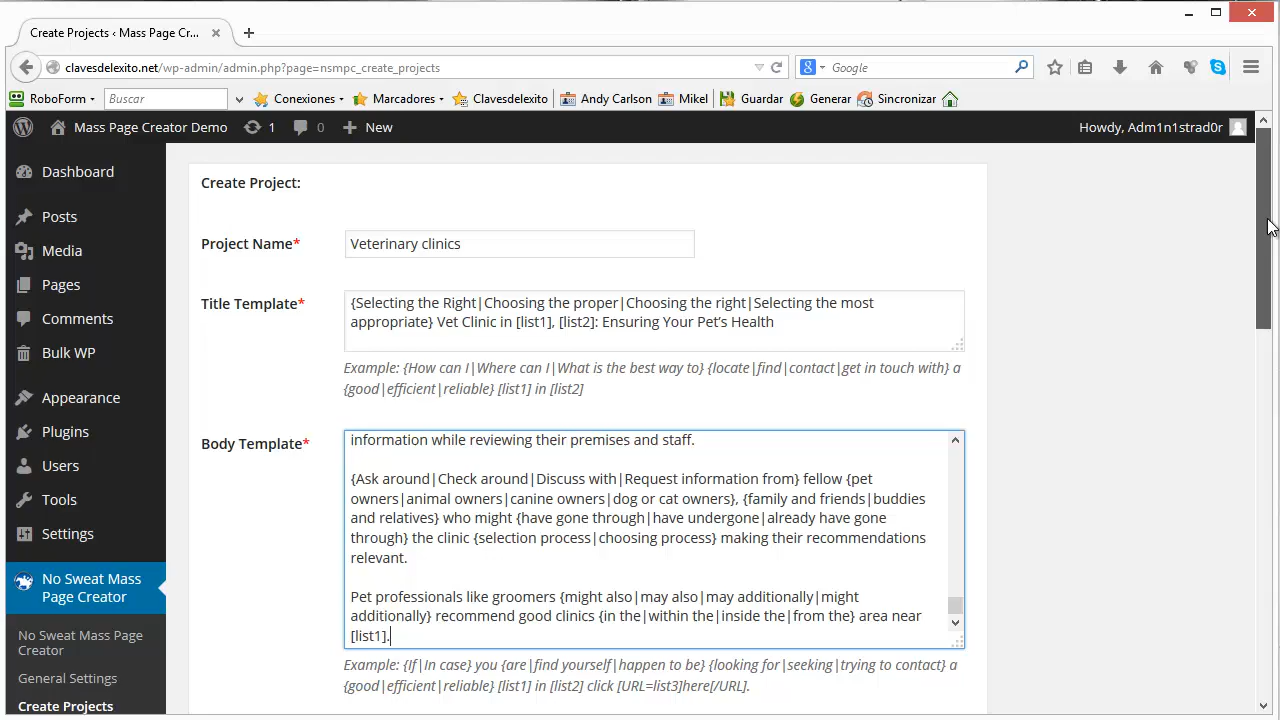 Create Projects ‹ Mass Page Cr...
clavesdelexito.net/wp-admin/admin.php?page=nsmpc_create_projects
Google
RoboForm
Buscar
Conexiones
Marcadores
Clavesdelexito
Andy Carlson
Mikel
Guardar
Generar
Sincronizar
Mass Page Creator Demo
1
0
New
Howdy, Adm1n1strad0r
Dashboard
Posts
Media
Pages
Comments
Bulk WP
Appearance
Plugins
Users
Tools
Settings
No Sweat Mass
Page Creator
No Sweat Mass Page
Creator
General Settings
Create Projects
Create Project:
Project Name*
Veterinary clinics
Title Template*
{Selecting the Right|Choosing the proper|Choosing the right|Selecting the most
appropriate} Vet Clinic in [list1], [list2]: Ensuring Your Pet’s Health
Example: {How can I|Where can I|What is the best way to} {locate|find|contact|get in touch with} a
{good|efficient|reliable} [list1] in [list2]
Body Template*
information while reviewing their premises and staff.
{Ask around|Check around|Discuss with|Request information from} fellow {pet
owners|animal owners|canine owners|dog or cat owners}, {family and friends|buddies
and relatives} who might {have gone through|have undergone|already have gone
through} the clinic {selection process|choosing process} making their recommendations
relevant.
Pet professionals like groomers {might also|may also|may additionally|might
additionally} recommend good clinics {in the|within the|inside the|from the} area near
[list1].
Example: {If|In case} you {are|find yourself|happen to be} {looking for|seeking|trying to contact} a
{good|efficient|reliable} [list1] in [list2] click [URL=list3]here[/URL].